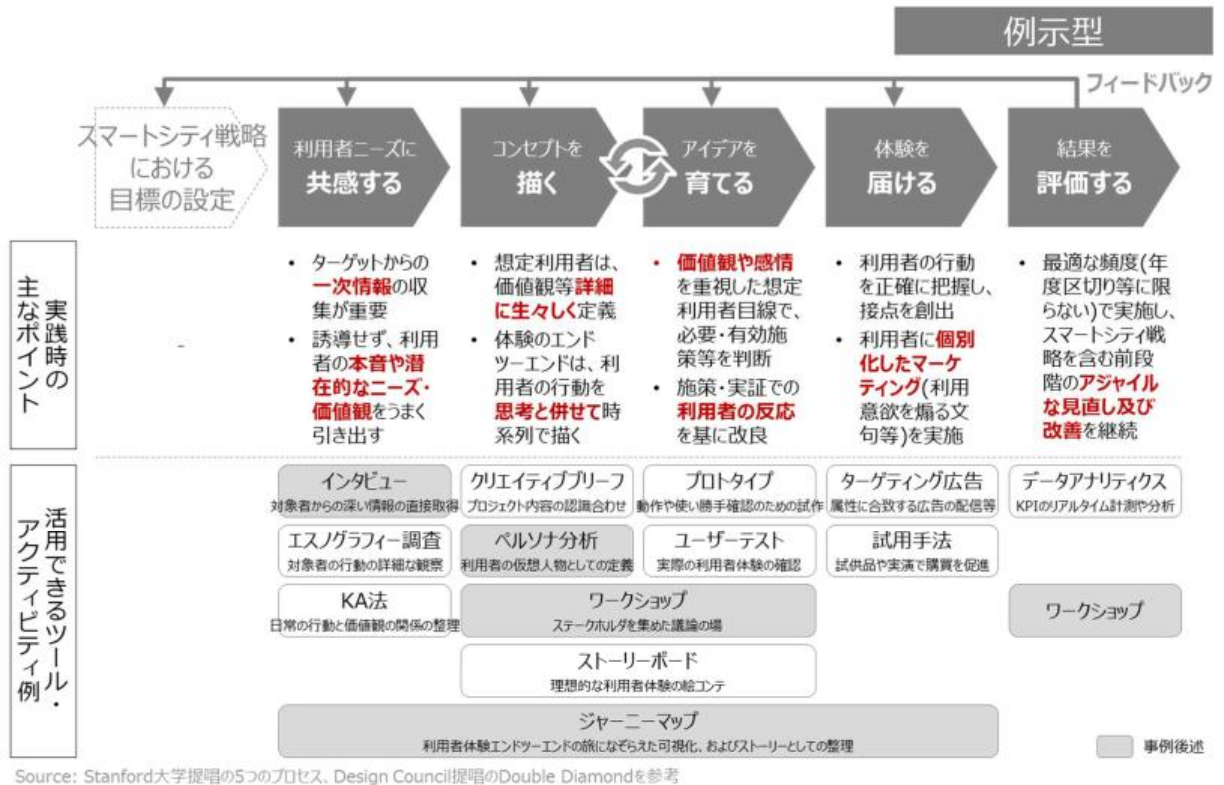 例示型
フィードバック
スマートシティ戦略
における
目標の設定
利用者ニーズに
共感する
コンセプトを
描く
アイデアを
育てる
体験を
届ける
結果を
評価する
実践時の
主なポイント
-
• ターゲットからの
一次情報の収
集が重要
• 誘導せず、利用
者の本音や潜
在的なニーズ・
価値観をうまく
引き出す
• 想定利用者は、
価値観等詳細
に生々しく定義
• 体験のエンド
ツーエンドは、利
用者の行動を
思考と併せて時
系列で描く
• 価値観や感情
を重視した想定
利用者目線で、
必要・有効施
策等を判断
• 施策・実証での
利用者の反応
を基に改良
• 利用者の行動
を正確に把握し、
接点を創出
• 利用者に個別
化したマーケ
ティング(利用
意欲を煽る文
句等)を実施
• 最適な頻度(年
度区切り等に限
らない)で実施し、
スマートシティ戦
略を含む前段
階のアジャイル
な見直し及び
改善を継続
活用できるツール・
アクティビティ例
インタビュー
対象者からの深い情報の直接取得
クリエイティブブリーフ
プロジェクト内容の認識合わせ
プロトタイプ
動作や使い勝手確認のための試作
ターゲティング広告
属性に合致する広告の配信等
データアナリティクス
KPIのリアルタイム計測や分析
エスノグラフィー調査
対象者の行動の詳細な観察
ペルソナ分析
利用者の仮想人物としての定義
ユーザーテスト
実際の利用者体験の確認
試用手法
試供品や実演で購買を促進
KA法
日常の行動と価値観の関係の整理
ワークショップ
ステークホルダを集めた議論の場
ワークショップ
ストーリーボード
理想的な利用者体験の絵コンテ
ジャーニーマップ
利用者体験エンドツーエンドの旅になぞらえた可視化、およびストーリーとしての整理
事例後述
Source: Stanford大学提唱の5つのプロセス、Design Council提唱のDouble Diamondを参考